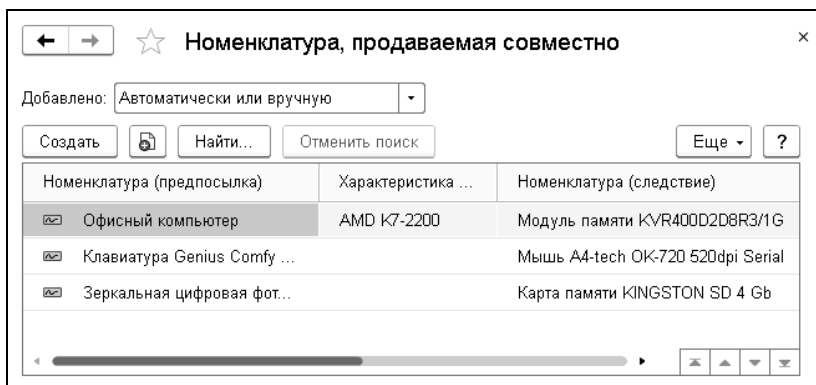 Номенклатура, продаваемая совместно
Добавлено: Автоматически или вручную
Создать Найти... Отменить поиск Еще ?
Номенклатура (предпосылка) Характеристика ... Номенклатура (следствие)
Офисный компьютер AMD K7-2200 Модуль памяти KVR400D2D8R3/1G
Клавиатура Genius Comfy ... Мышь A4-tech OK-720 520dpi Serial
Зеркальная цифровая фот... Карта памяти KINGSTON SD 4 Gb